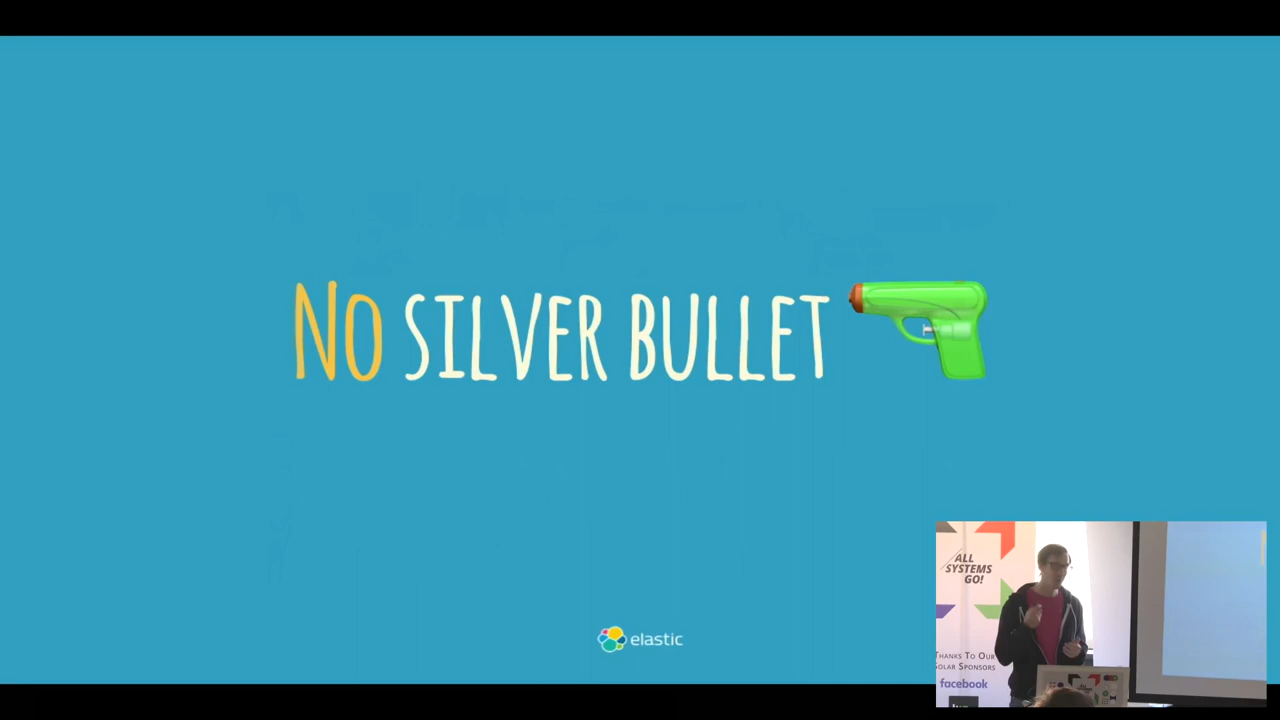 No SILVER BULLET
elastic
ALL
SYSTEMS
GO!
THANKS TO OUR
SOLAR SPONSORS
facebook